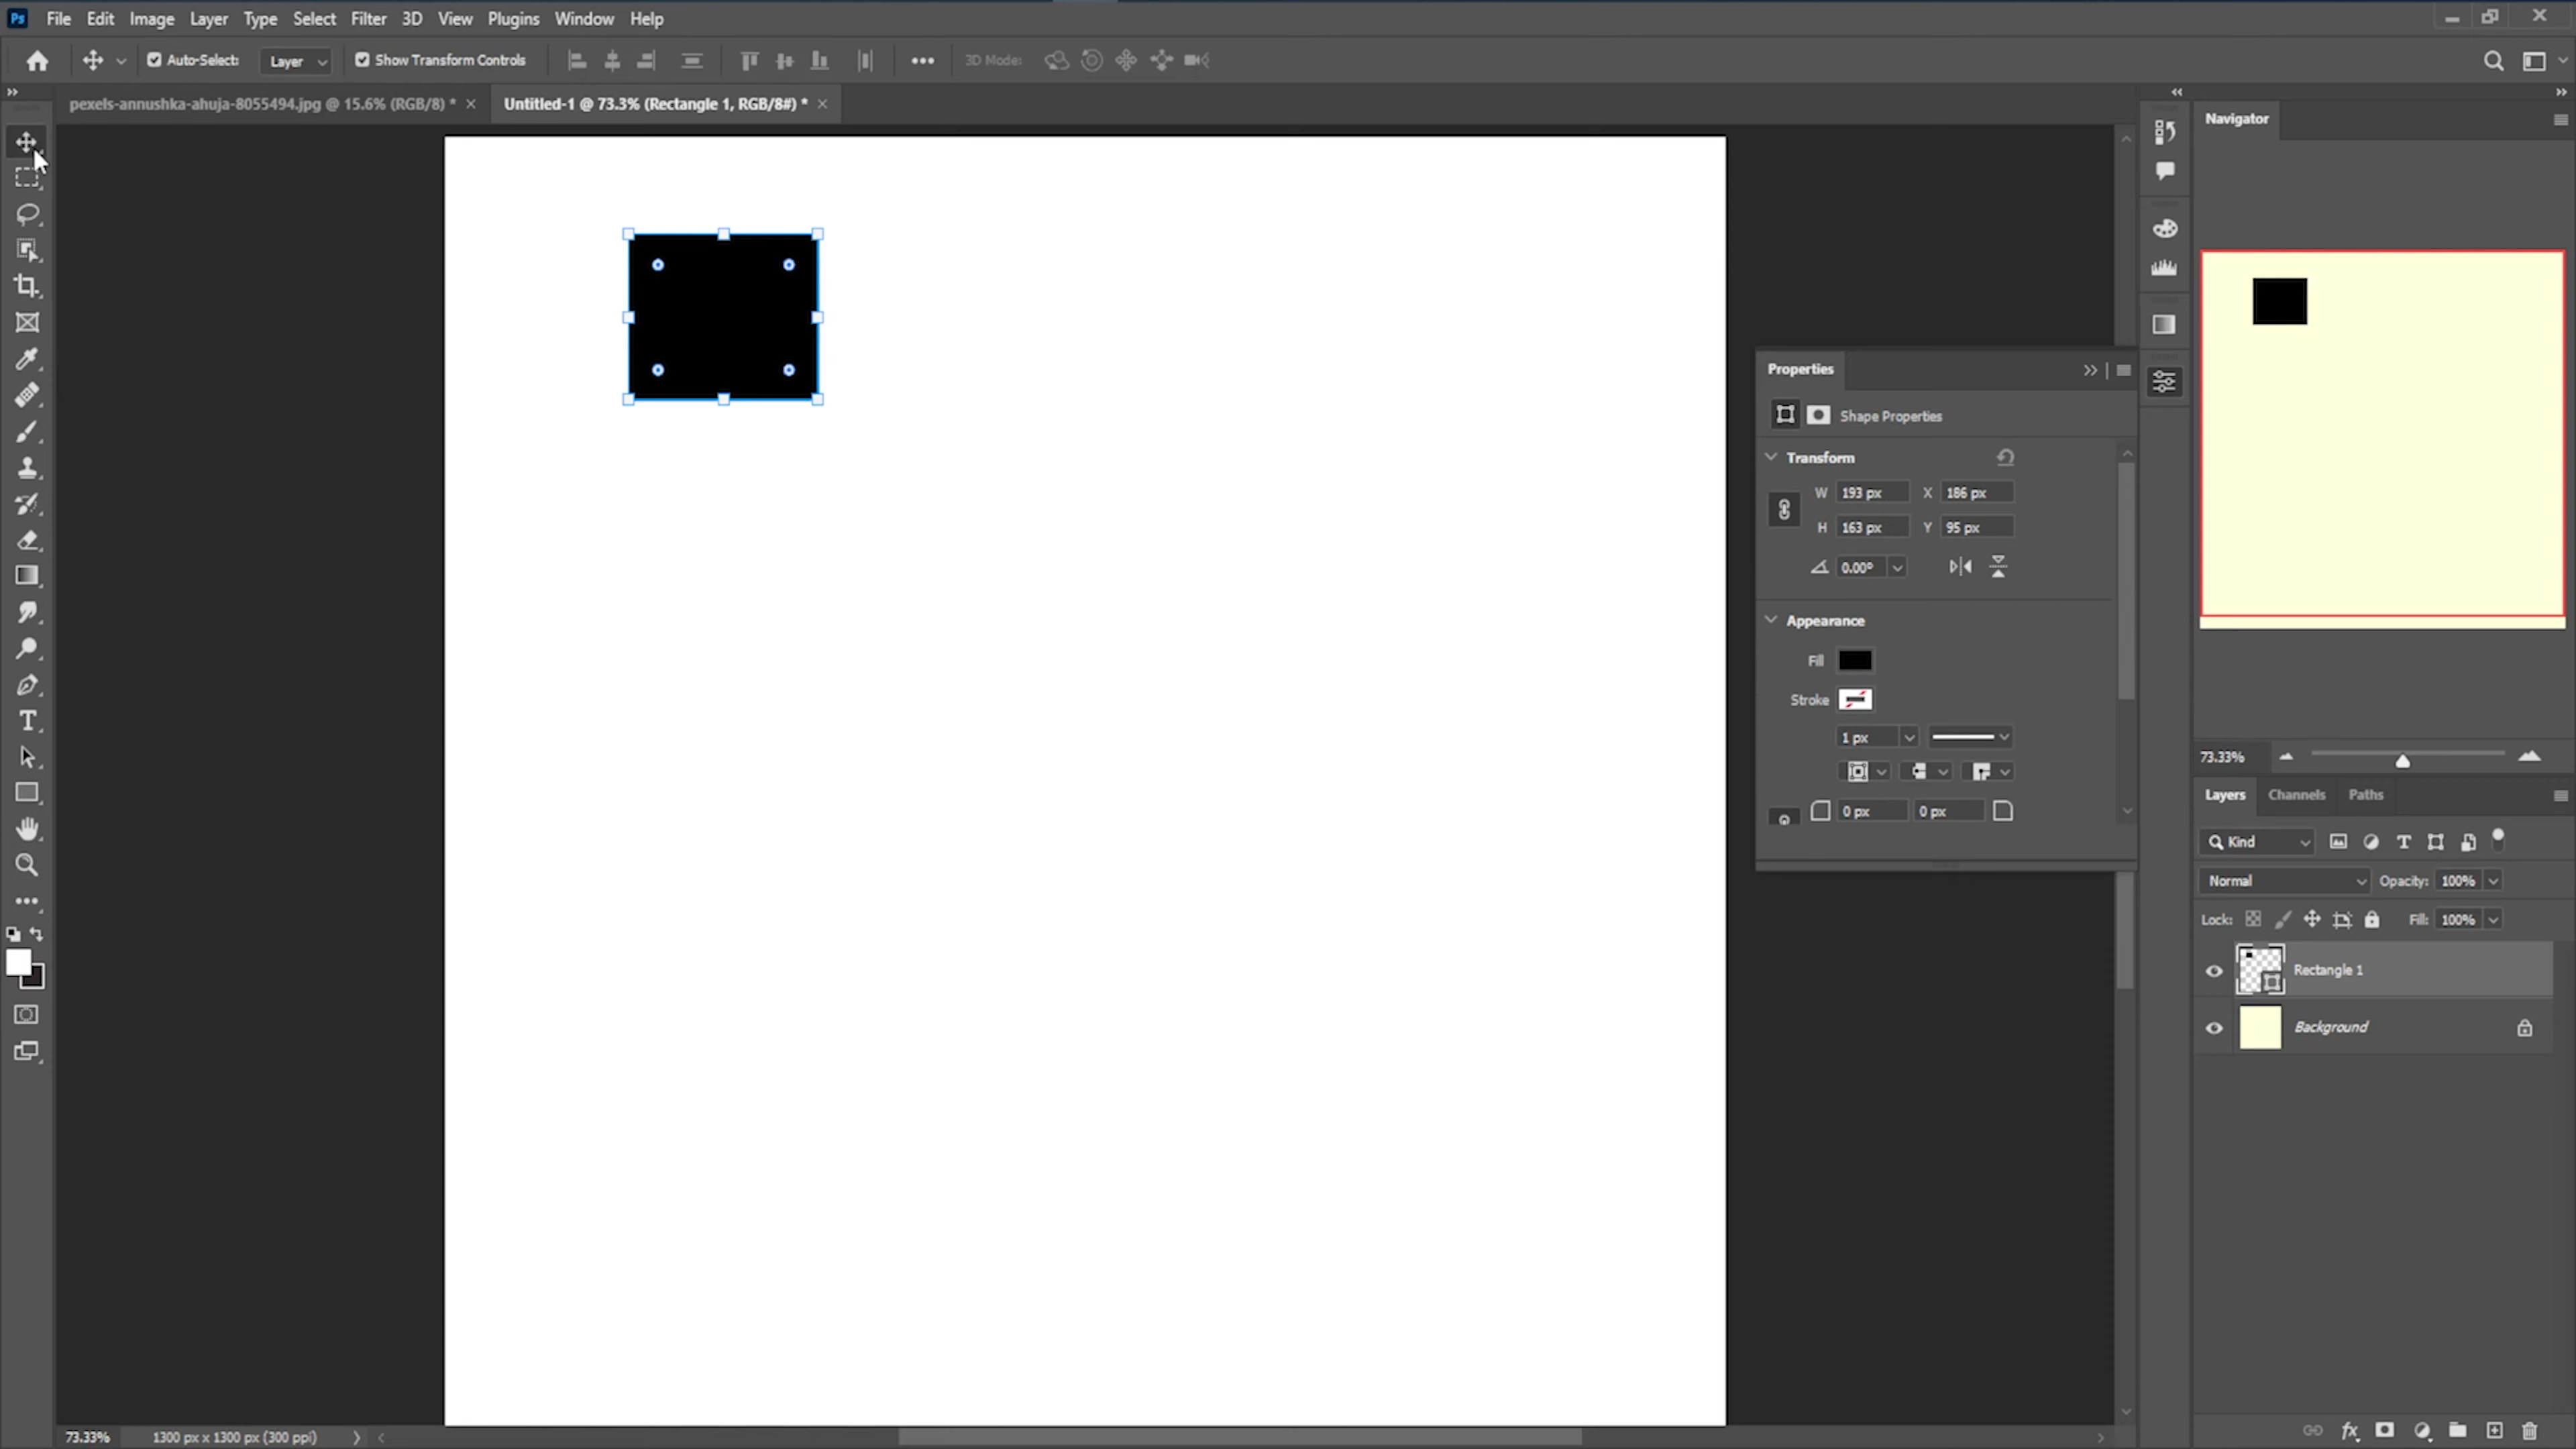 Ps File Edit Image Layer Type Select Filter 3D View Plugins Window Help
Auto-Select: Layer Show Transform Controls 3D Mode:
pexels-annushka-ahuja-8055494.jpg @ 15.6% (RGB/8) * × Untitled-1 @ 73.3% (Rectangle 1, RGB/8#) * ×
Navigator
Properties
Shape Properties
Transform
W 193 px X 186 px
H 163 px Y 95 px
0.00°
Appearance
Fill
Stroke
1 px
0 px 0 px
73.33%
Layers Channels Paths
Kind
Normal Opacity: 100%
Lock: Fill: 100%
Rectangle 1
Background
fx
73.33% 1300 px x 1300 px (300 ppi)